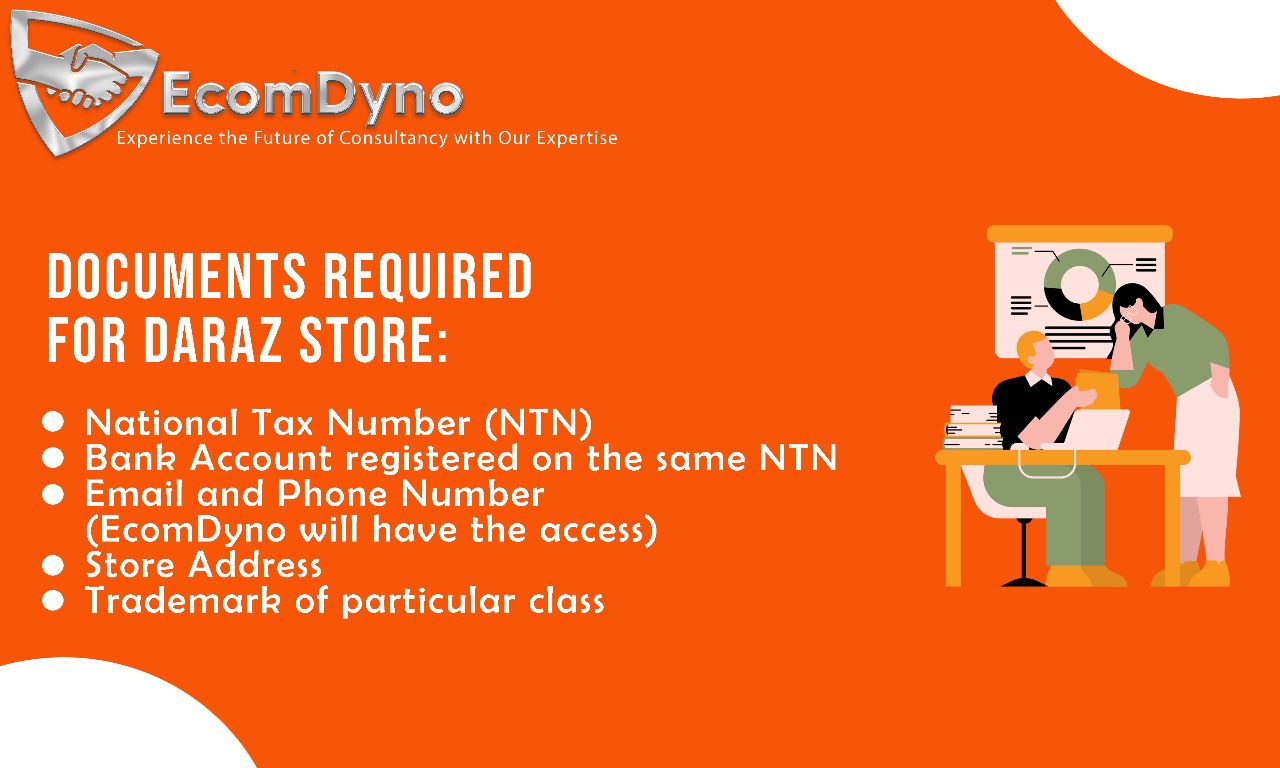 EcomDyno
Experience the Future of Consultancy with Our Expertise
DOCUMENTS REQUIRED
FOR DARAZ STORE:
● National Tax Number (NTN)
● Bank Account registered on the same NTN
● Email and Phone Number
(EcomDyno will have the access)
● Store Address
● Trademark of particular class